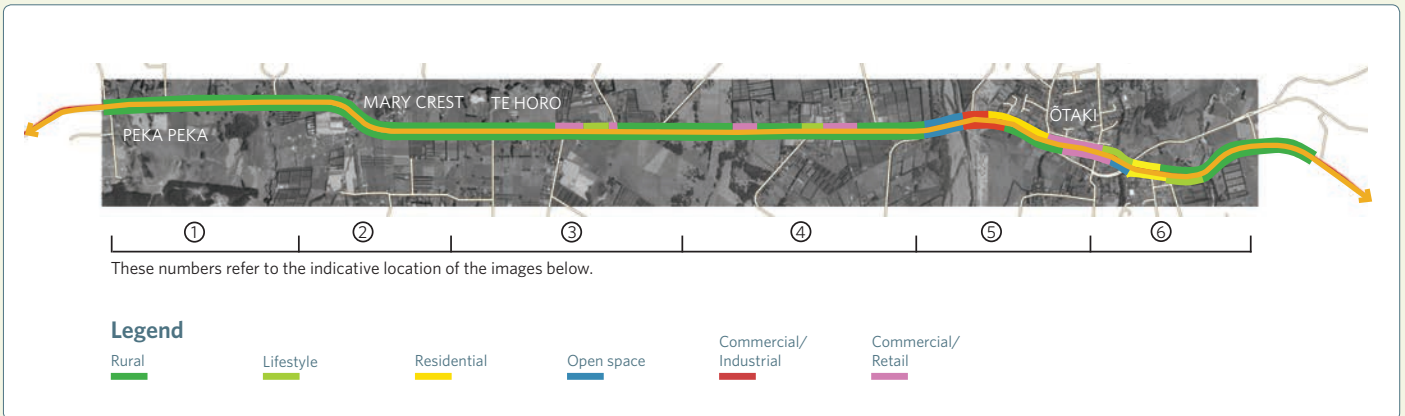 MARY CREST
TE HORO
ŌTAKI
PEKA PEKA
1
2
3
4
5
6
These numbers refer to the indicative location of the images below.
Legend
Rural
Lifestyle
Residential
Open space
Commercial/
Industrial
Commercial/
Retail